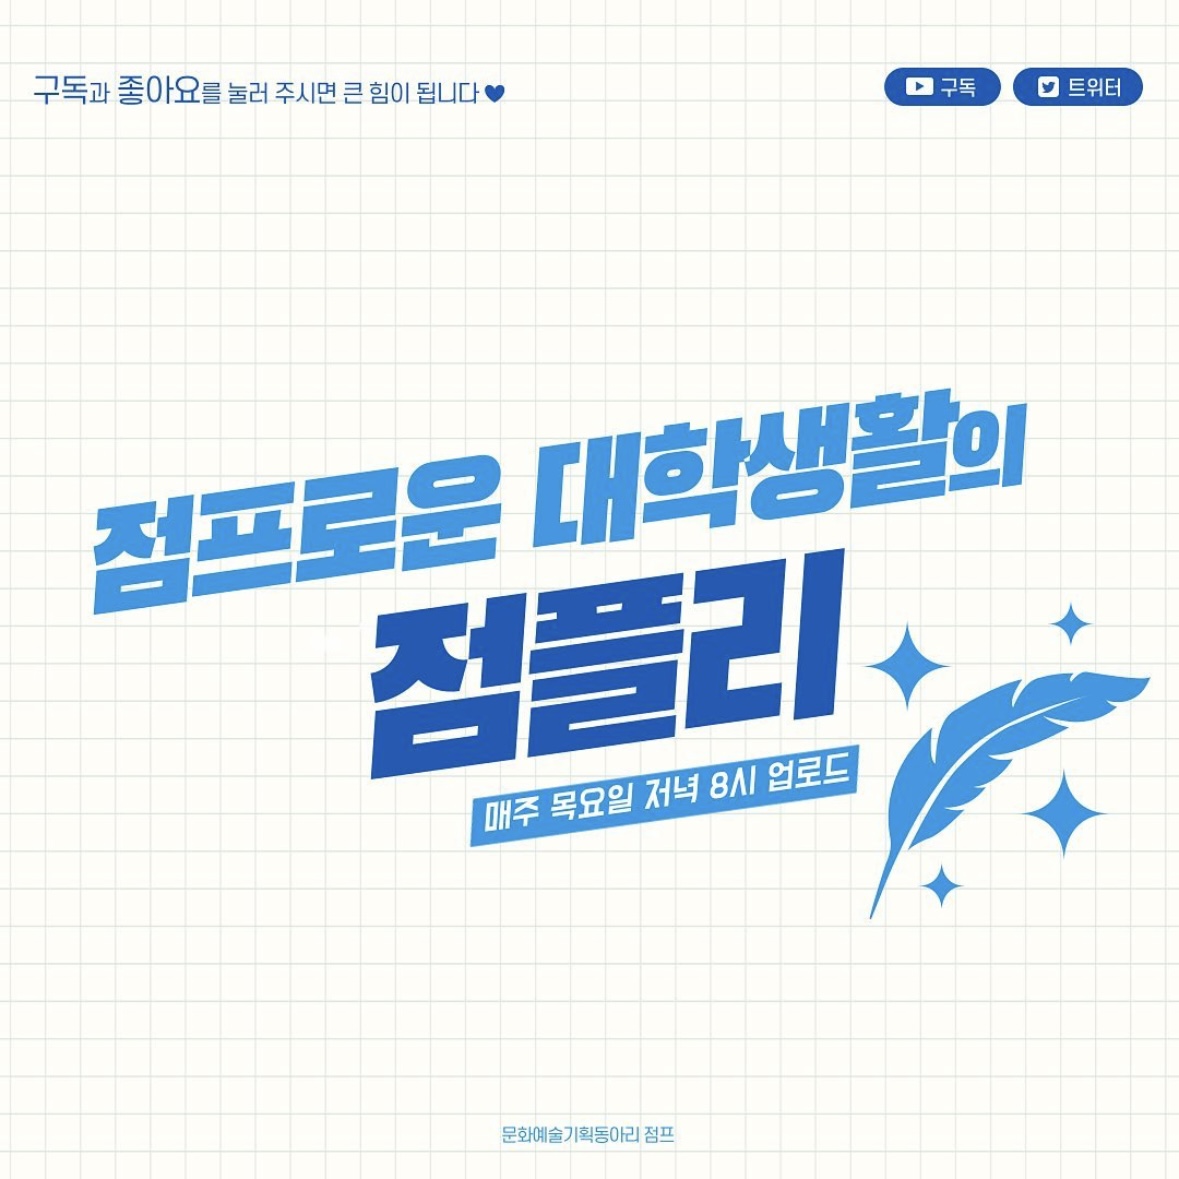 구독과 좋아요를 눌러 주시면 큰 힘이 됩니다♥
구독
트위터
점프로운 대학생활의
점플리
매주 목요일 저녁 8시 업로드
문화예술기획동아리 점프